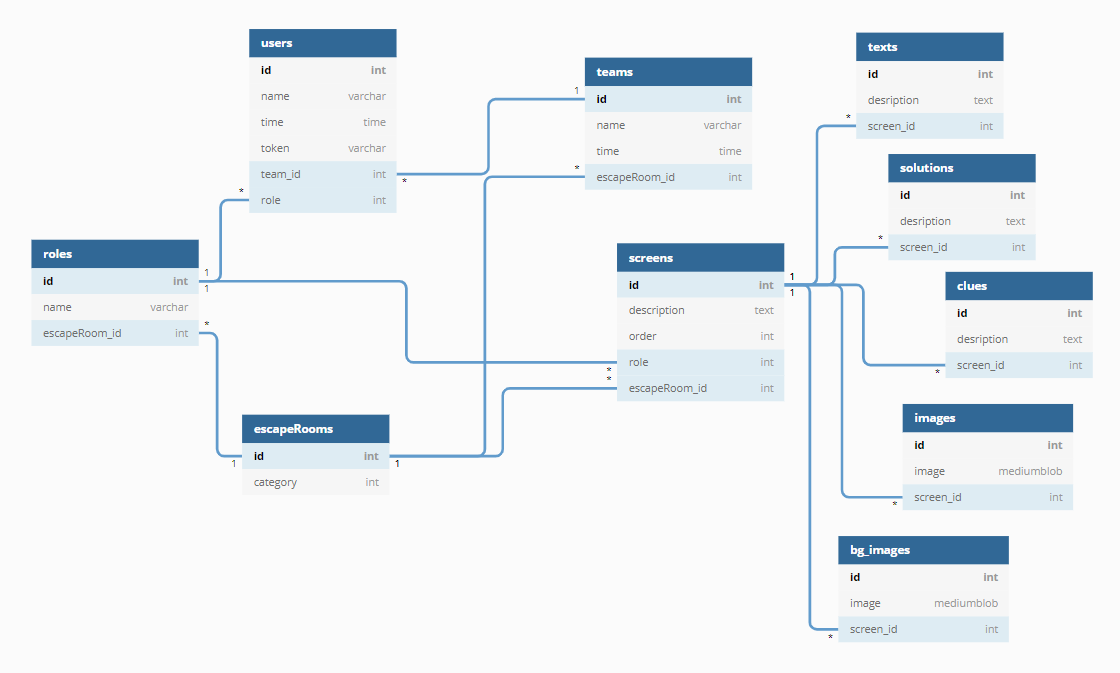 users
id int
name varchar
time time
token varchar
team_id int
role int
teams
id int
name varchar
time time
escapeRoom_id int
texts
id int
desription text
screen_id int
solutions
id int
desription text
screen_id int
roles
id int
name varchar
escapeRoom_id int
screens
id int
description text
order int
role int
escapeRoom_id int
clues
id int
desription text
screen_id int
escapeRooms
id int
category int
images
id int
image mediumblob
screen_id int
bg_images
id int
image mediumblob
screen_id int
1
*
*
*
1
1
*
1
1
*
*
1
1
*
*
*
*
*